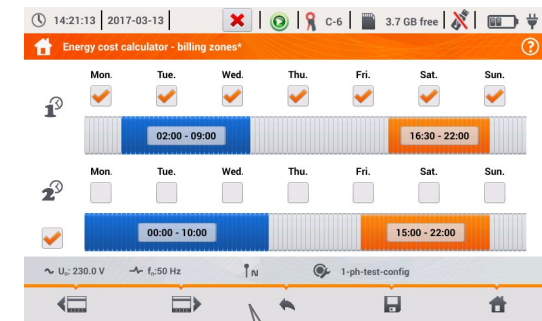 14:21:13 2017-03-13 C-6 3.7 GB free
Energy cost calculator - billing zones*
Mon. Tue. Wed. Thu. Fri. Sat. Sun.
1
02:00 - 09:00 16:30 - 22:00
Mon. Tue. Wed. Thu. Fri. Sat. Sun.
2
00:00 - 10:00 15:00 - 22:00
Un: 230.0 V fn:50 Hz N 1-ph-test-config